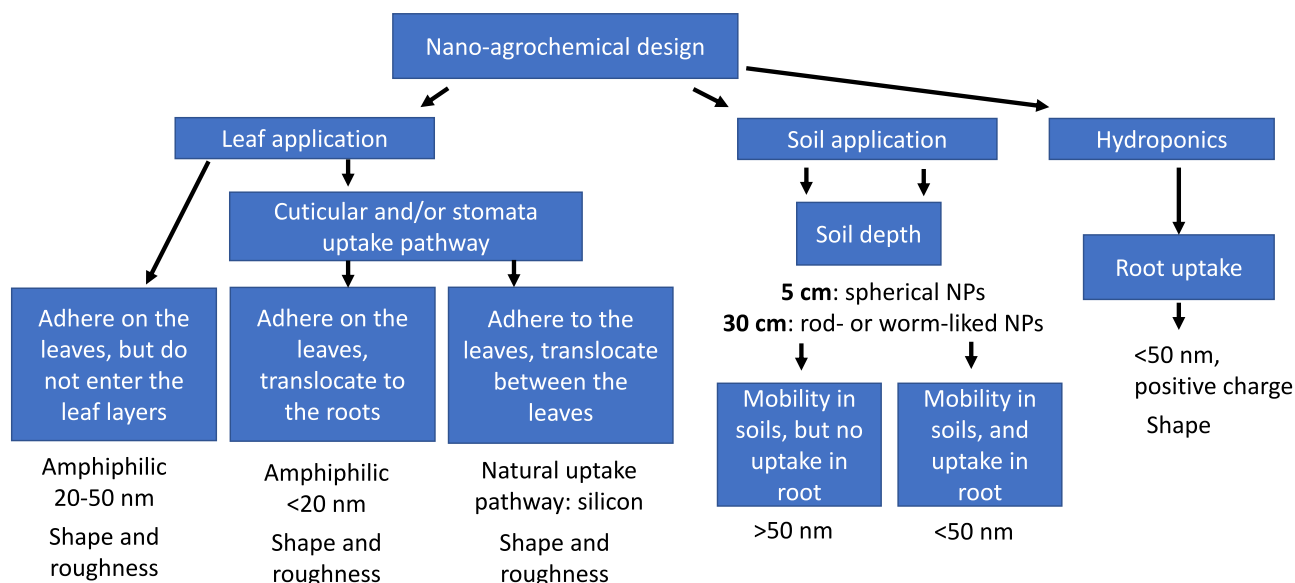 Nano-agrochemical design
Leaf application
Soil application
Hydroponics
Cuticular and/or stomata
uptake pathway
Soil depth
Root uptake
5 cm: spherical NPs
30 cm: rod- or worm-liked NPs
Adhere on the
leaves, but do
not enter the
leaf layers
Adhere on the
leaves,
translocate to
the roots
Adhere to the
leaves, translocate
between the
leaves
Mobility in
soils, but no
uptake in
root
Mobility in
soils, and
uptake in
root
<50 nm,
positive charge
Shape
Amphiphilic
20-50 nm
Shape and
roughness
Amphiphilic
<20 nm
Shape and
roughness
Natural uptake
pathway: silicon
Shape and
roughness
>50 nm
<50 nm